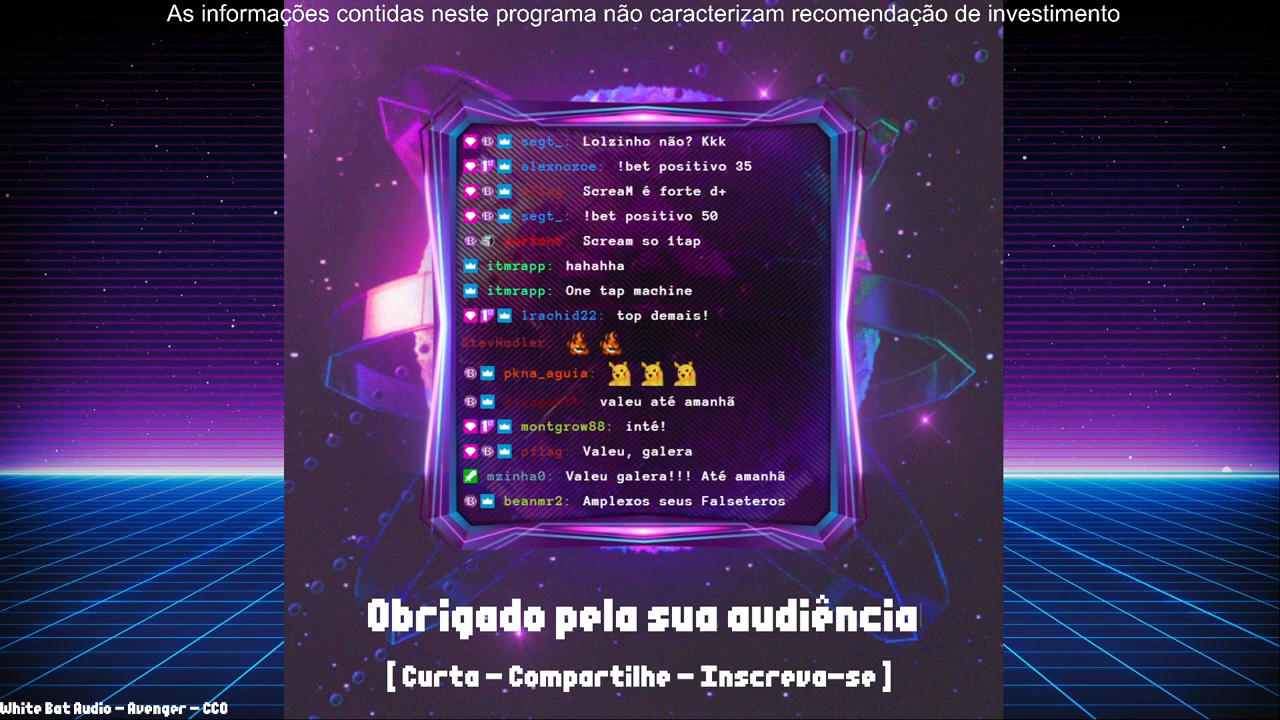 As informações contidas neste programa não caracterizam recomendação de investimento
segt_: Lolzinho não? Kkk
alexnozoe: !bet positivo 35
pflag: ScreaM é forte d+
segt_: !bet positivo 50
Scream so 1tap
itmrapp: hahahha
itmrapp: One tap machine
1rachid22: top demais!
StevHodler:
pkna_aguia:
valeu até amanhã
montgrow88: inté!
pflag: Valeu, galera
mzinha0: Valeu galera!!! Até amanhã
beanmr2: Amplexos seus Falseteros
Obrigado pela sua audiência
[ Curta - Compartilhe - Inscreva-se ]
White Bat Audio - Avenger - CC0